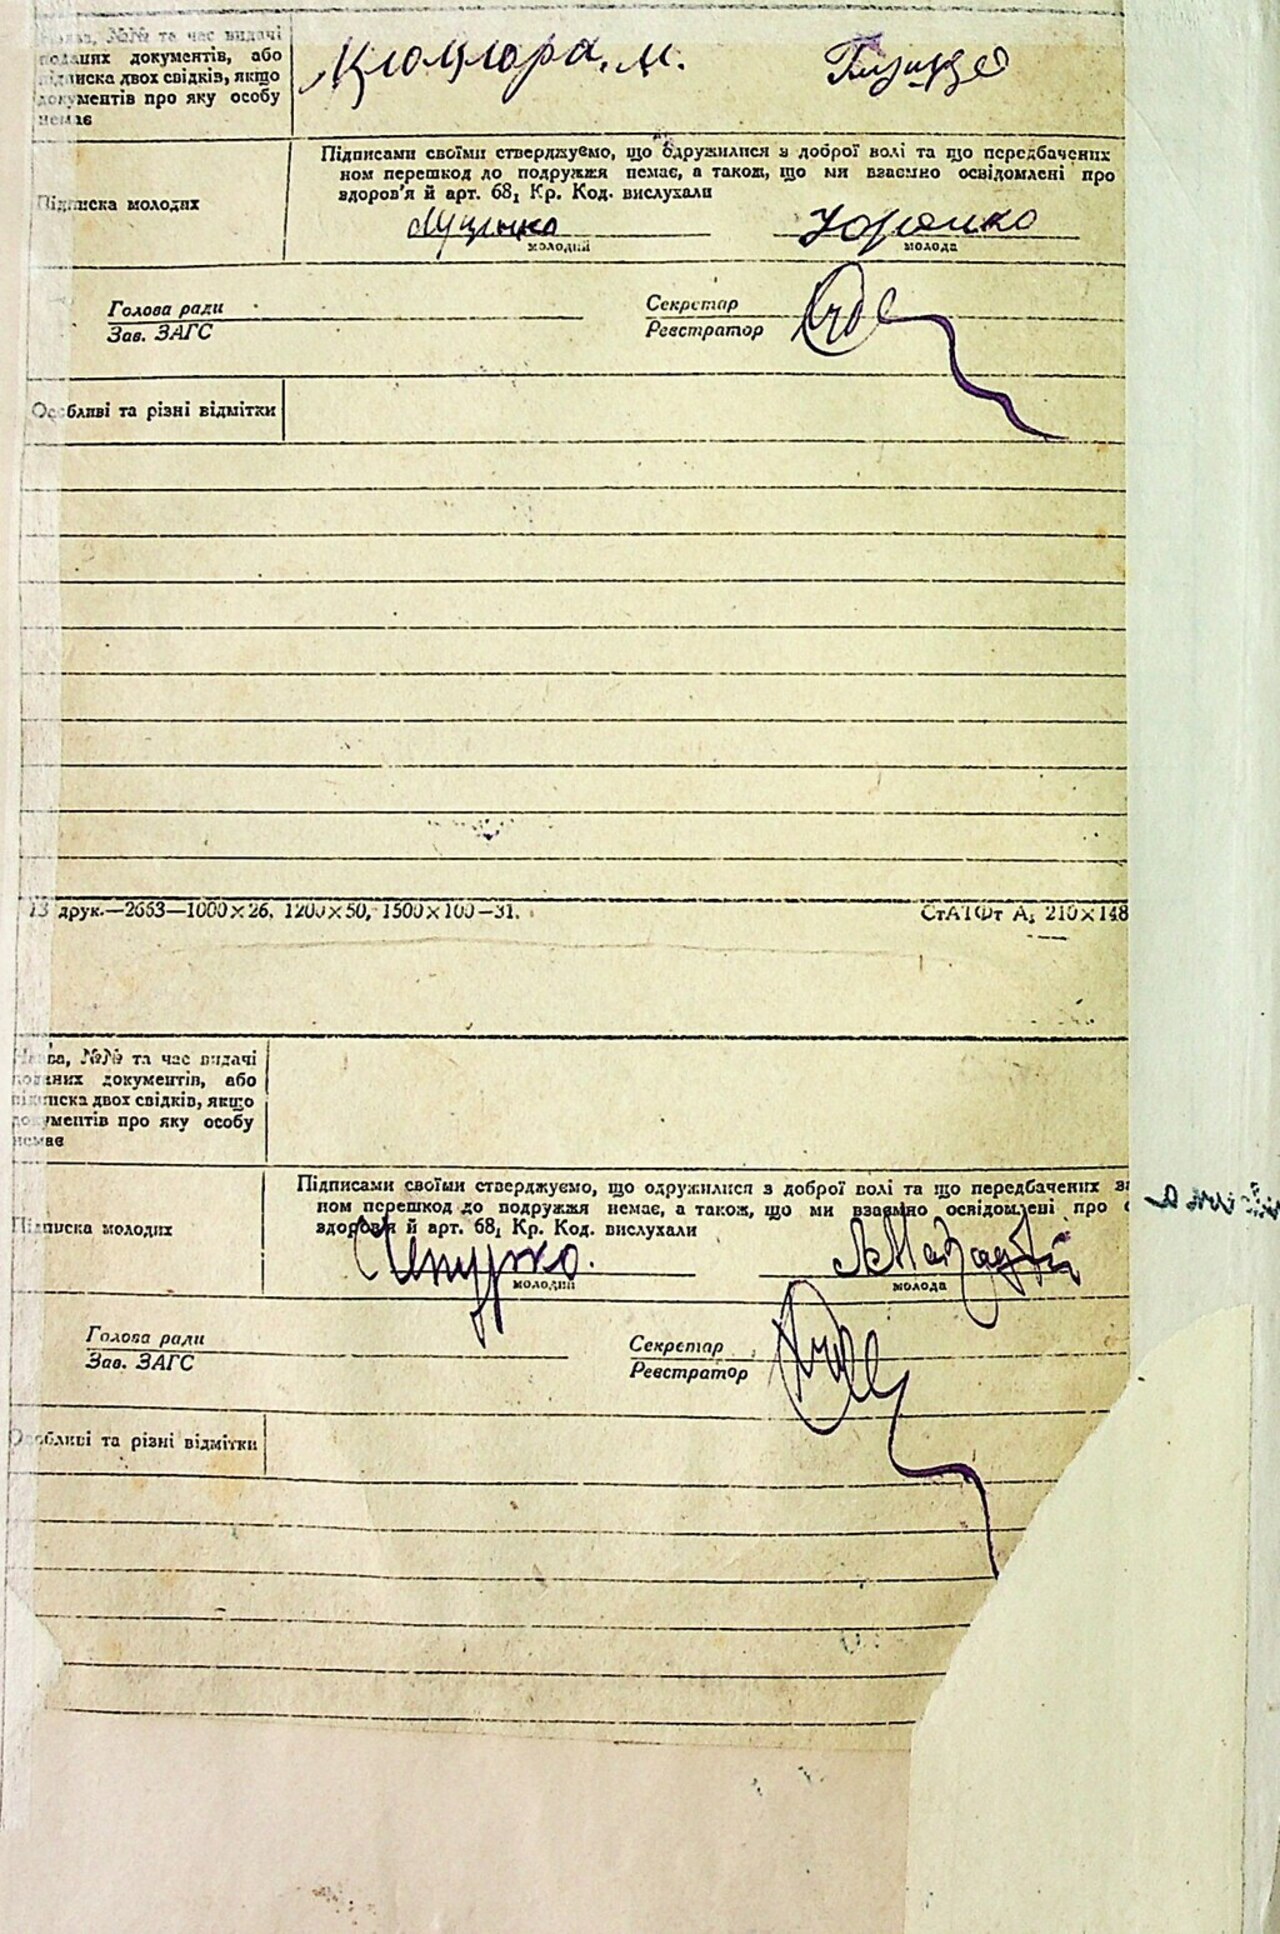 Назва, №№ та час видачі
поданих документів, або
підписка двох свідків, якщо
документів про яку особу
немає
Підписка молодих
Підписами своїми стверджуємо, що одружилися з доброї волі та що передбачених
ном перешкод до подружжя немає, а також, що ми взаємно освідомлені про
здоров'я й арт. 68₁ Кр. Код. вислухали
Луценко
молодий
молода
Голова ради
Зав. ЗАГС
Секретар
Реєстратор
Особливі та різні відмітки
13 друк.—2663—1000×26, 1200×50, 1500×100—31.
СтАТФт А₅ 210×148
Назва, №№ та час видачі
поданих документів, або
підписка двох свідків, якщо
документів про яку особу
немає
Підписка молодих
Підписами своїми стверджуємо, що одружилися з доброї волі та що передбачених
ном перешкод до подружжя немає, а також, що ми взаємно освідомлені про
здоров'я й арт. 68₁ Кр. Код. вислухали
молодий
молода
Голова ради
Зав. ЗАГС
Секретар
Реєстратор
Особливі та різні відмітки